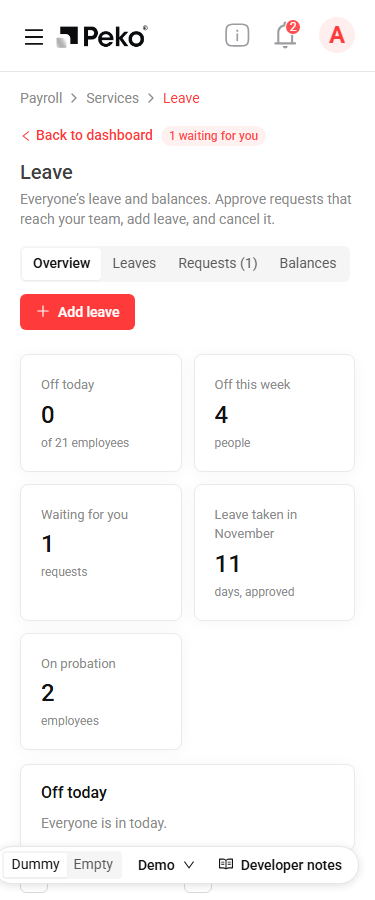 Peko
2
A
Payroll > Services > Leave
< Back to dashboard 1 waiting for you
Leave
Everyone's leave and balances. Approve requests that
reach your team, add leave, and cancel it.
Overview Leaves Requests (1) Balances
+ Add leave
Off today
0
of 21 employees
Off this week
4
people
Waiting for you
1
requests
Leave taken in
November
11
days, approved
On probation
2
employees
Off today
Everyone is in today.
Dummy Empty Demo Developer notes